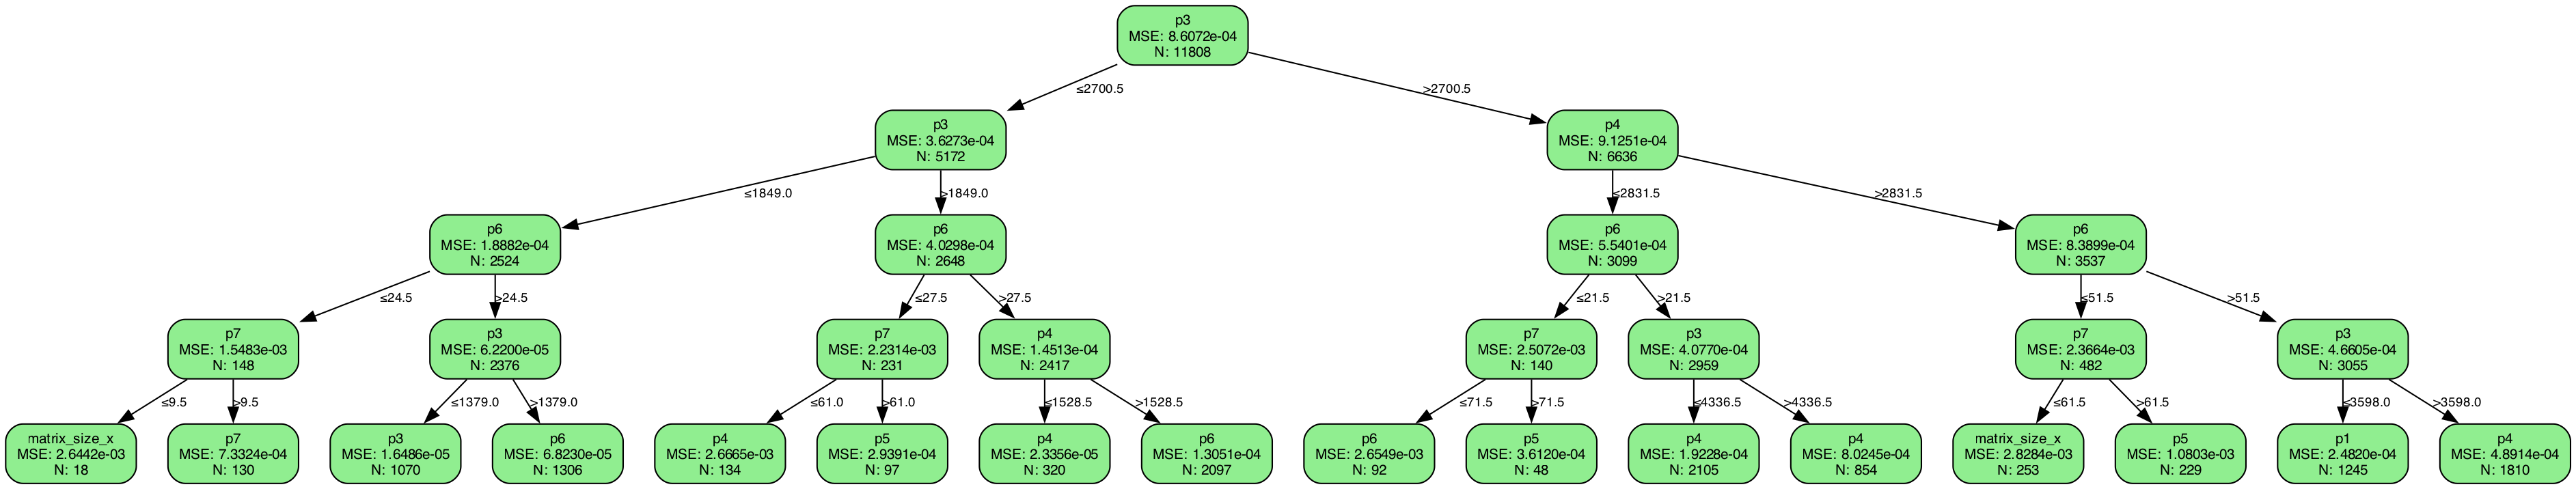 p3
MSE: 8.6072e-04
N: 11808
≤2700.5
>2700.5
p3
MSE: 3.6273e-04
N: 5172
p4
MSE: 9.1251e-04
N: 6636
≤1849.0
>1849.0
≤2831.5
>2831.5
p6
MSE: 1.8882e-04
N: 2524
p6
MSE: 4.0298e-04
N: 2648
p6
MSE: 5.5401e-04
N: 3099
p6
MSE: 8.3899e-04
N: 3537
≤24.5
>24.5
≤27.5
>27.5
≤21.5
>21.5
≤51.5
>51.5
p7
MSE: 1.5483e-03
N: 148
p3
MSE: 6.2200e-05
N: 2376
p7
MSE: 2.2314e-03
N: 231
p4
MSE: 1.4513e-04
N: 2417
p7
MSE: 2.5072e-03
N: 140
p3
MSE: 4.0770e-04
N: 2959
p7
MSE: 2.3664e-03
N: 482
p3
MSE: 4.6605e-04
N: 3055
≤9.5
>9.5
≤1379.0
>1379.0
≤61.0
>61.0
≤1528.5
>1528.5
≤71.5
>71.5
≤4336.5
>4336.5
≤61.5
>61.5
≤3598.0
>3598.0
matrix_size_x
MSE: 2.6442e-03
N: 18
p7
MSE: 7.3324e-04
N: 130
p3
MSE: 1.6486e-05
N: 1070
p6
MSE: 6.8230e-05
N: 1306
p4
MSE: 2.6665e-03
N: 134
p5
MSE: 2.9391e-04
N: 97
p4
MSE: 2.3356e-05
N: 320
p6
MSE: 1.3051e-04
N: 2097
p6
MSE: 2.6549e-03
N: 92
p5
MSE: 3.6120e-04
N: 48
p4
MSE: 1.9228e-04
N: 2105
p4
MSE: 8.0245e-04
N: 854
matrix_size_x
MSE: 2.8284e-03
N: 253
p5
MSE: 1.0803e-03
N: 229
p1
MSE: 2.4820e-04
N: 1245
p4
MSE: 4.8914e-04
N: 1810